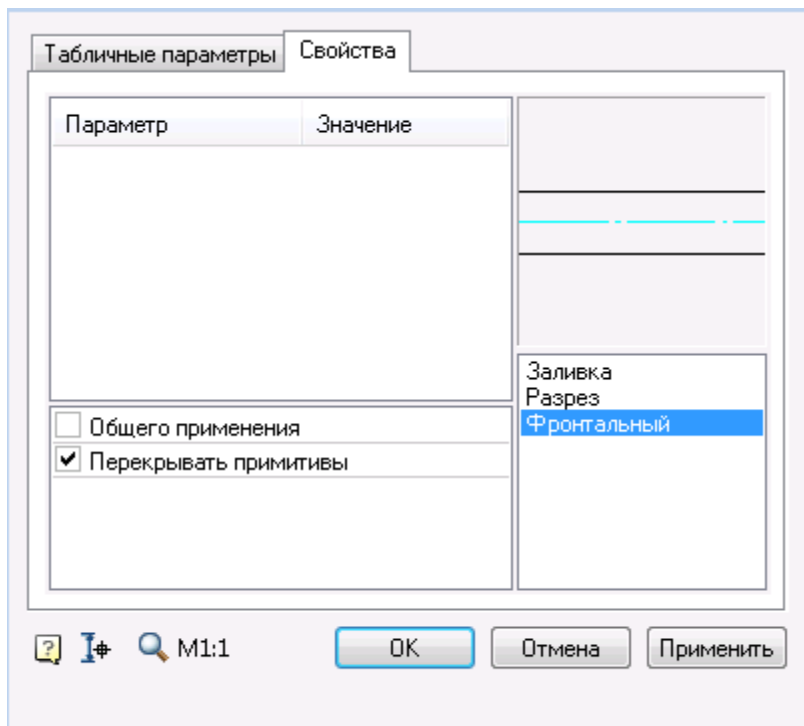 Табличные параметры Свойства
Параметр Значение
Заливка
Разрез
Фронтальный
Общего применения
Перекрывать примитивы
M1:1 OK Отмена Применить